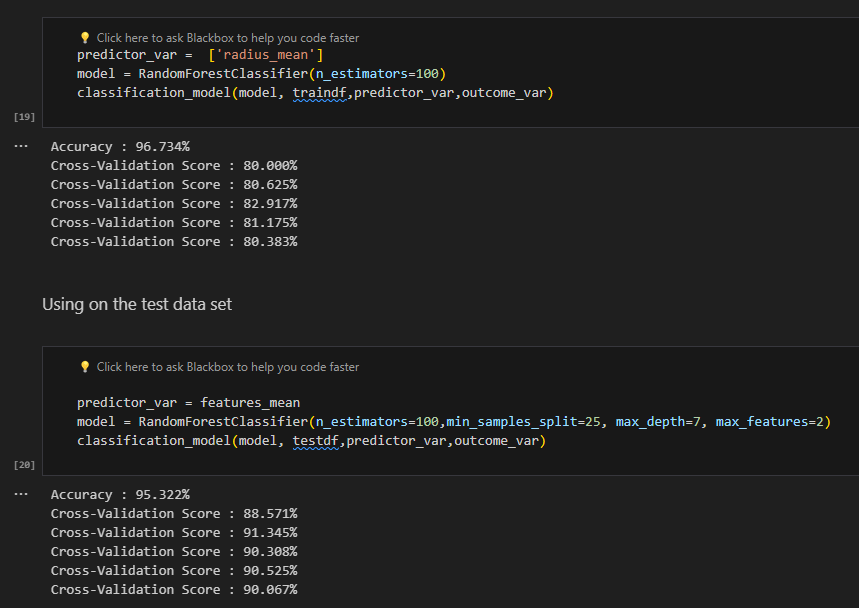 💡 Click here to ask Blackbox to help you code faster
predictor_var =  ['radius_mean']
model = RandomForestClassifier(n_estimators=100)
classification_model(model, traindf,predictor_var,outcome_var)
[19]
... Accuracy : 96.734%
Cross-Validation Score : 80.000%
Cross-Validation Score : 80.625%
Cross-Validation Score : 82.917%
Cross-Validation Score : 81.175%
Cross-Validation Score : 80.383%
Using on the test data set
💡 Click here to ask Blackbox to help you code faster
predictor_var = features_mean
model = RandomForestClassifier(n_estimators=100,min_samples_split=25, max_depth=7, max_features=2)
classification_model(model, testdf,predictor_var,outcome_var)
[20]
... Accuracy : 95.322%
Cross-Validation Score : 88.571%
Cross-Validation Score : 91.345%
Cross-Validation Score : 90.308%
Cross-Validation Score : 90.525%
Cross-Validation Score : 90.067%